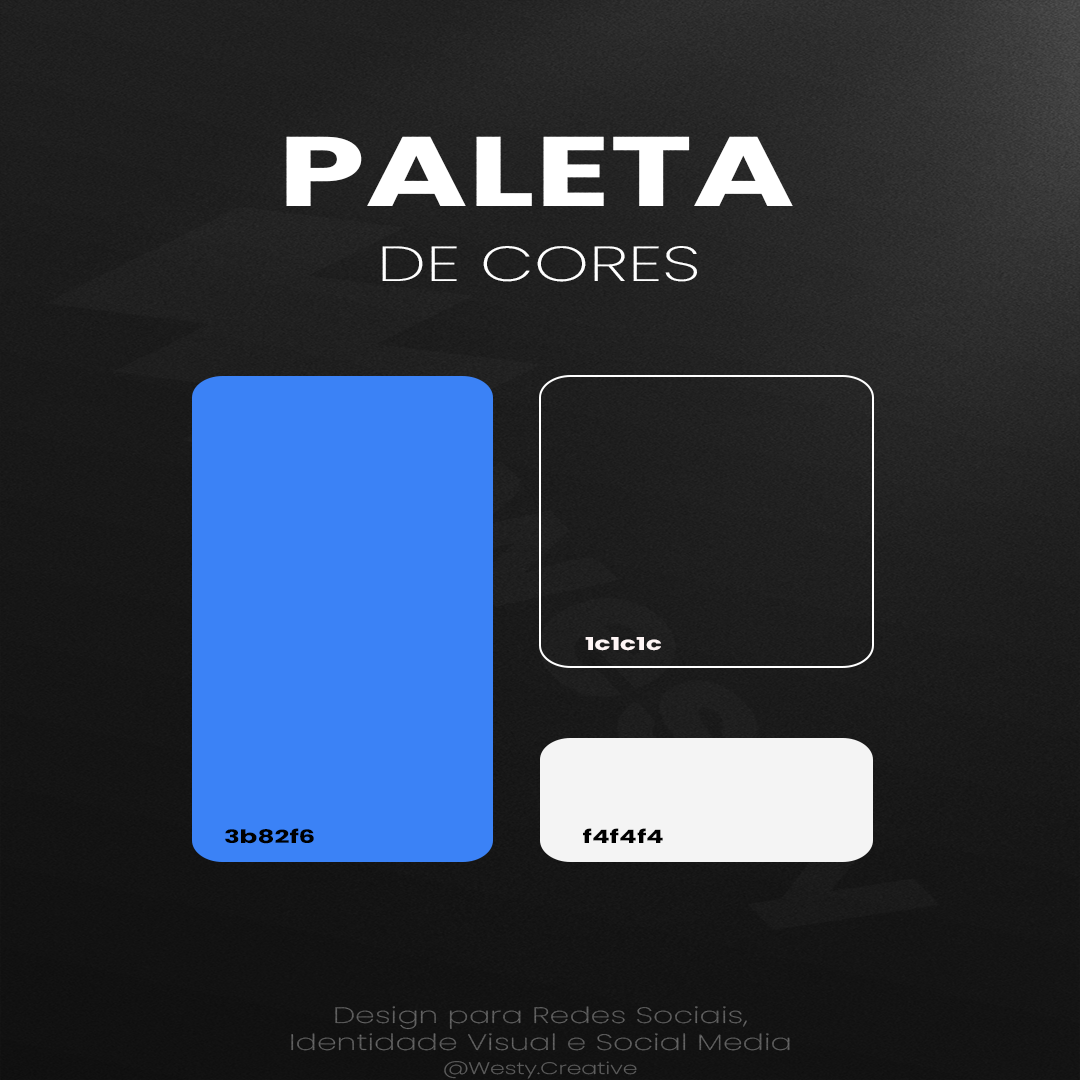 PALETA
DE CORES
1c1c1c
3b82f6
f4f4f4
Design para Redes Sociais,
Identidade Visual e Social Media
@Westy.Creative